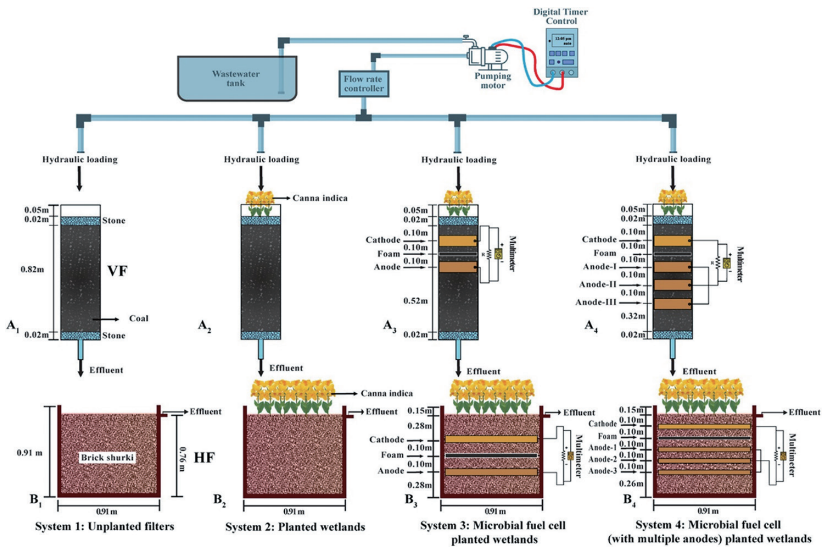 Digital Timer
Control
12:05 pm
Wastewater
tank
Flow rate
controller
Pumping
motor
Hydraulic loading
Hydraulic loading
Hydraulic loading
Hydraulic loading
Canna indica
0.05m
0.02m
Stone
0.82m
VF
Coal
A1
0.02m
Stone
Effluent
A2
0.05m
0.02m
0.10m
Cathode
0.10m
Foam
0.10m
Anode
0.52m
R
Multimeter
A3
0.02m
Effluent
0.05m
0.02m
0.10m
Cathode
0.10m
Foam
0.10m
Anode-I
0.10m
Anode-II
0.10m
Anode-III
0.32m
R
Multimeter
A4
0.02m
Effluent
Effluent
Canna indica
Effluent
0.91 m
Brick shurki
0.76 m
HF
B1
0.91m
Effluent
B2
0.91m
0.15m
Effluent
0.28m
Cathode
0.10m
Foam
0.10m
Anode
0.28m
Multimeter
B3
0.91m
0.15m
Effluent
0.10m
Cathode
0.10m
Foam
0.10m
Anode-1
0.10m
Anode-2
0.10m
Anode-3
0.26m
Multimeter
B4
0.91m
System 1: Unplanted filters
System 2: Planted wetlands
System 3: Microbial fuel cell
planted wetlands
System 4: Microbial fuel cell
(with multiple anodes) planted wetlands